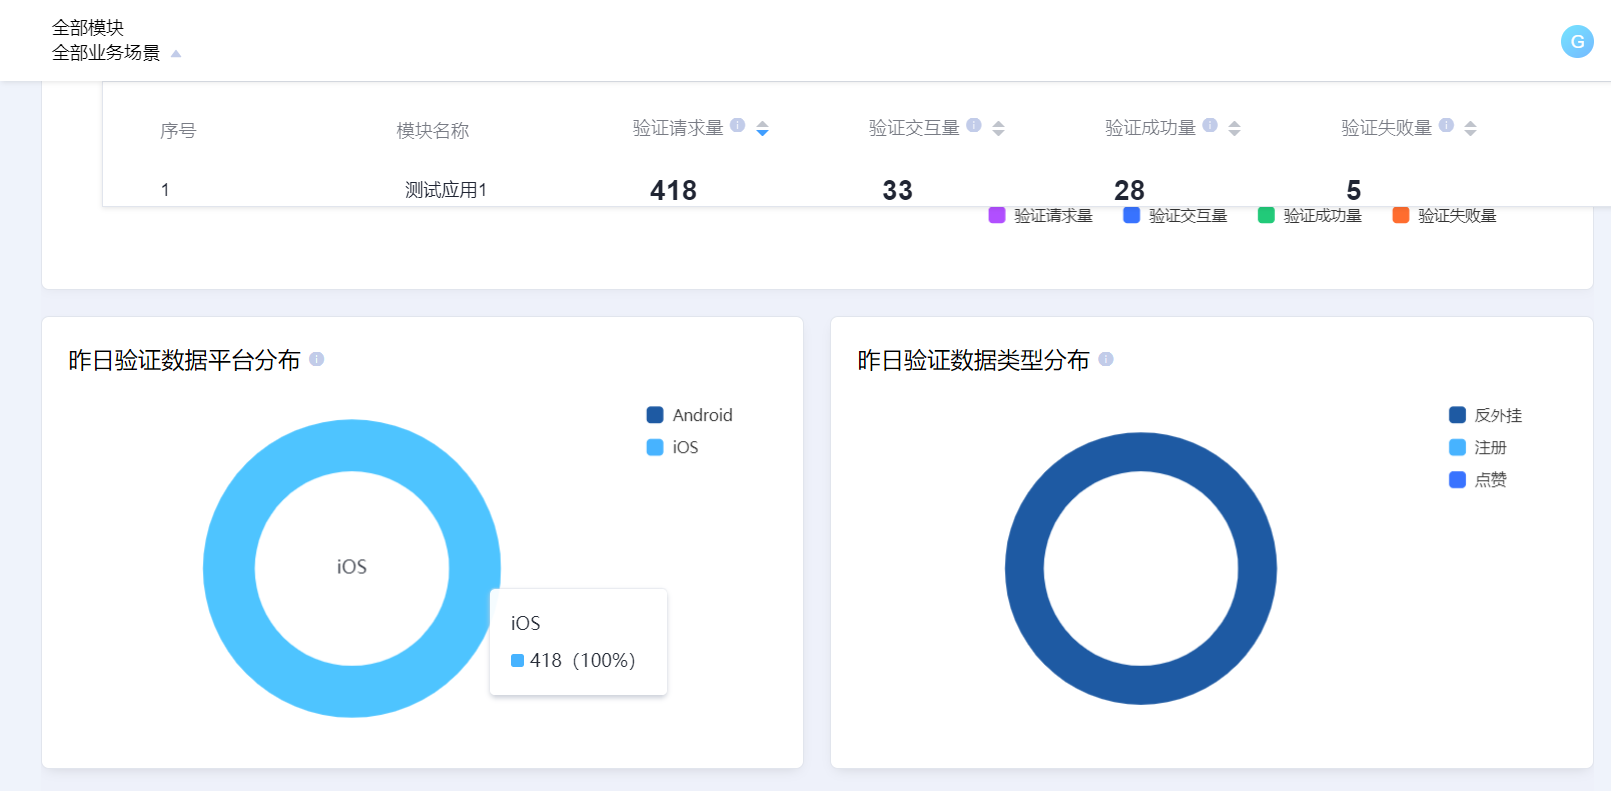 全部模块
全部业务场景
G
序号 模块名称 验证请求量 验证交互量 验证成功量 验证失败量
1 测试应用1 418 33 28 5
验证请求量 验证交互量 验证成功量 验证失败量
昨日验证数据平台分布
Android
iOS
iOS
iOS
418 (100%)
昨日验证数据类型分布
反外挂
注册
点赞